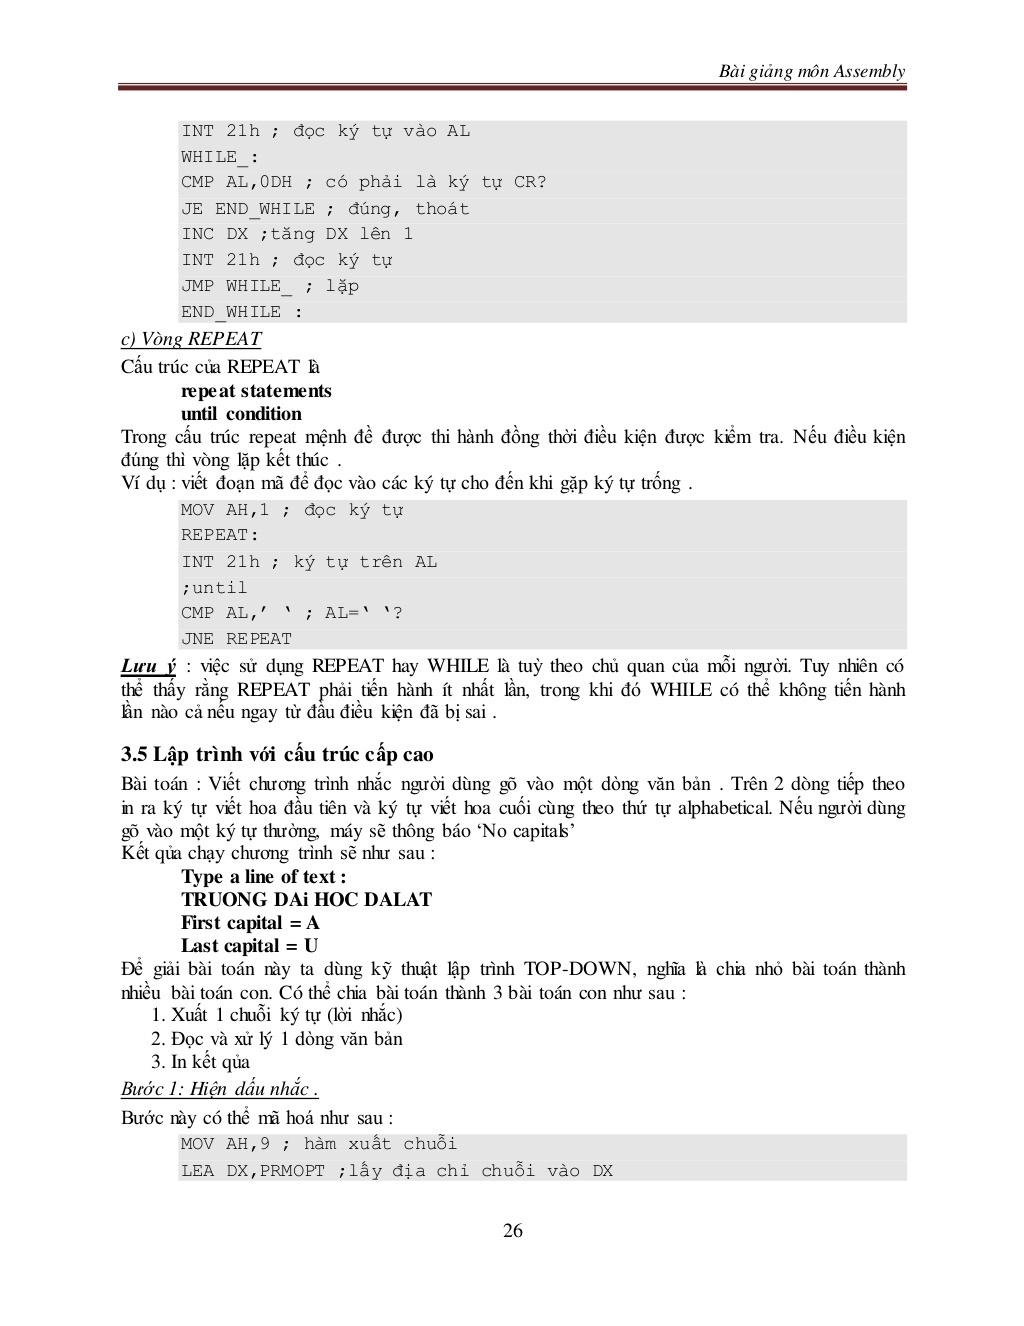 Bài giảng môn Assembly
INT 21h ; đọc ký tự vào AL
WHILE_:
CMP AL,0DH ; có phải là ký tự CR?
JE END_WHILE ; đúng, thoát
INC DX ;tăng DX lên 1
INT 21h ; đọc ký tự
JMP WHILE_ ; lặp
END_WHILE :
c) Vòng REPEAT
Cấu trúc của REPEAT là
repeat statements
until condition
Trong cấu trúc repeat mệnh đề được thi hành đồng thời điều kiện được kiểm tra. Nếu điều kiện
đúng thì vòng lặp kết thúc .
Ví dụ : viết đoạn mã để đọc vào các ký tự cho đến khi gặp ký tự trống .
MOV AH,1 ; đọc ký tự
REPEAT:
INT 21h ; ký tự trên AL
;until
CMP AL,’ ‘ ; AL=‘ ‘?
JNE REPEAT
Lưu ý : việc sử dụng REPEAT hay WHILE là tuỳ theo chủ quan của mỗi người. Tuy nhiên có
thể thấy rằng REPEAT phải tiến hành ít nhất lần, trong khi đó WHILE có thể không tiến hành
lần nào cả nếu ngay từ đầu điều kiện đã bị sai .
3.5 Lập trình với cấu trúc cấp cao
Bài toán : Viết chương trình nhắc người dùng gõ vào một dòng văn bản . Trên 2 dòng tiếp theo
in ra ký tự viết hoa đầu tiên và ký tự viết hoa cuối cùng theo thứ tự alphabetical. Nếu người dùng
gõ vào một ký tự thường, máy sẽ thông báo ‘No capitals’
Kết qủa chạy chương trình sẽ như sau :
Type a line of text :
TRUONG DAi HOC DALAT
First capital = A
Last capital = U
Để giải bài toán này ta dùng kỹ thuật lập trình TOP-DOWN, nghĩa là chia nhỏ bài toán thành
nhiều bài toán con. Có thể chia bài toán thành 3 bài toán con như sau :
1. Xuất 1 chuỗi ký tự (lời nhắc)
2. Đọc và xử lý 1 dòng văn bản
3. In kết qủa
Bước 1: Hiện dấu nhắc .
Bước này có thể mã hoá như sau :
MOV AH,9 ; hàm xuất chuỗi
LEA DX,PRMOPT ;lấy địa chỉ chuỗi vào DX
26